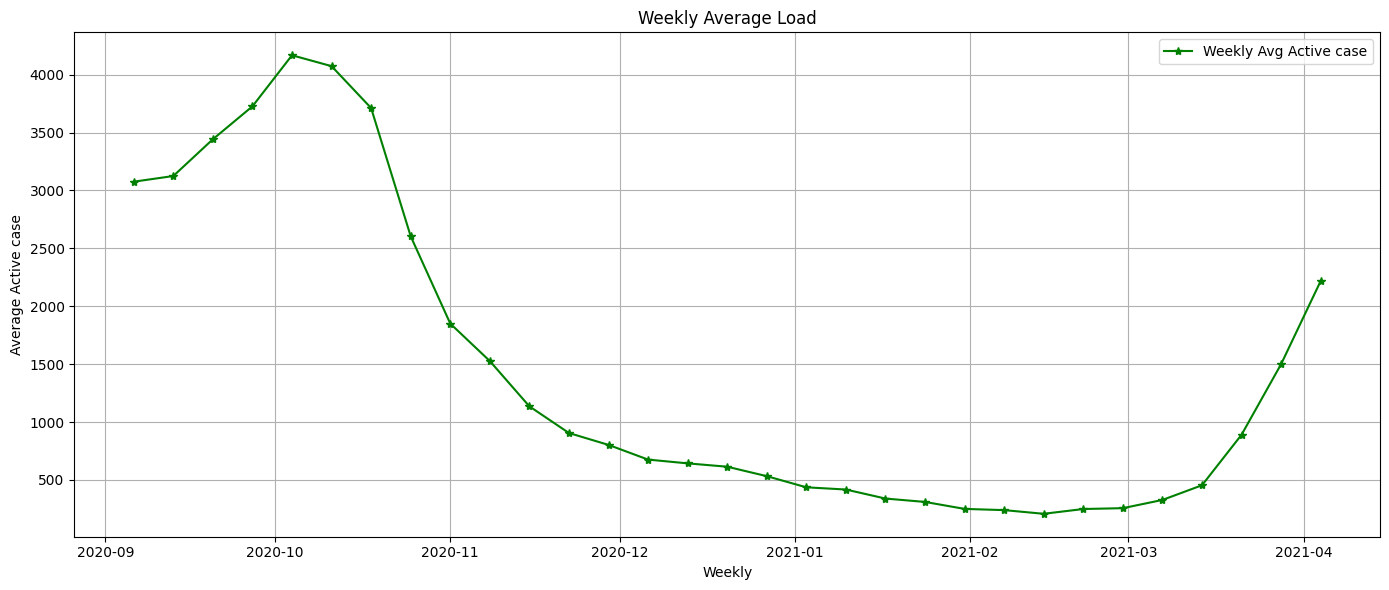 Weekly Average Load
Weekly Avg Active case
Average Active case
4000
3500
3000
2500
2000
1500
1000
500
2020-09 2020-10 2020-11 2020-12 2021-01 2021-02 2021-03 2021-04
Weekly